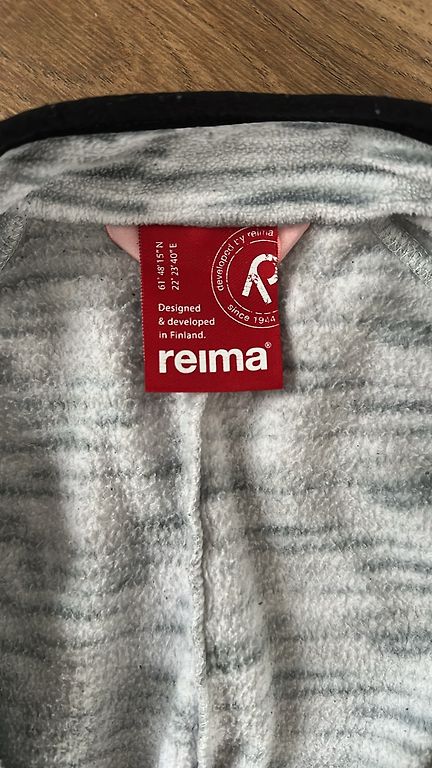 61°48'15"N
22°23'40"E
developed by reima
since 1944
Designed
& developed
in Finland.
reima®